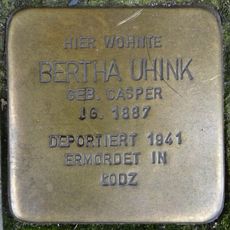 HIER WOHNTE
BERTHA UHINK
GEB. CASPER
JG. 1887
DEPORTIERT 1941
ERMORDET IN
ŁODZ